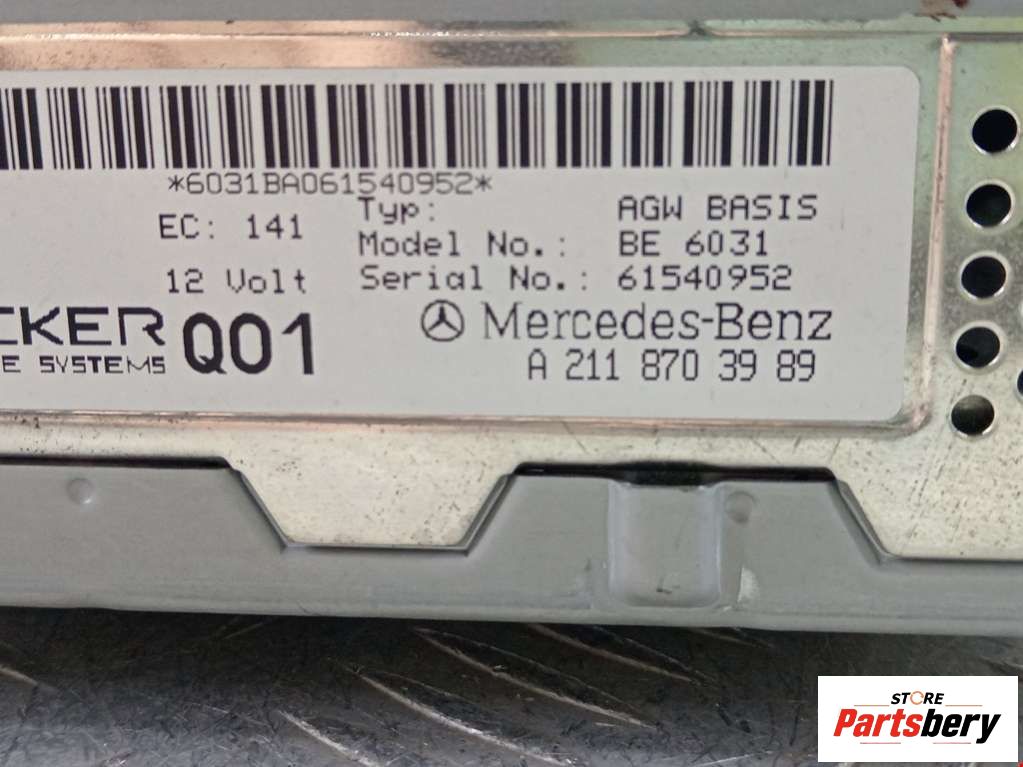 *6031BA061540952*
EC: 141
Typ: AGW BASIS
Model No.: BE 6031
12 Volt
Serial No.: 61540952
CKER Q01
E SYSTEMS
Mercedes-Benz
A 211 870 39 89
STORE
Partsbery